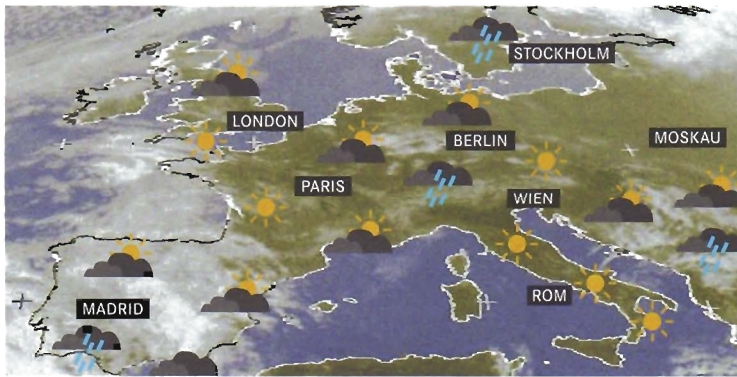 STOCKHOLM
LONDON
BERLIN
MOSKAU
PARIS
WIEN
ROM
MADRID